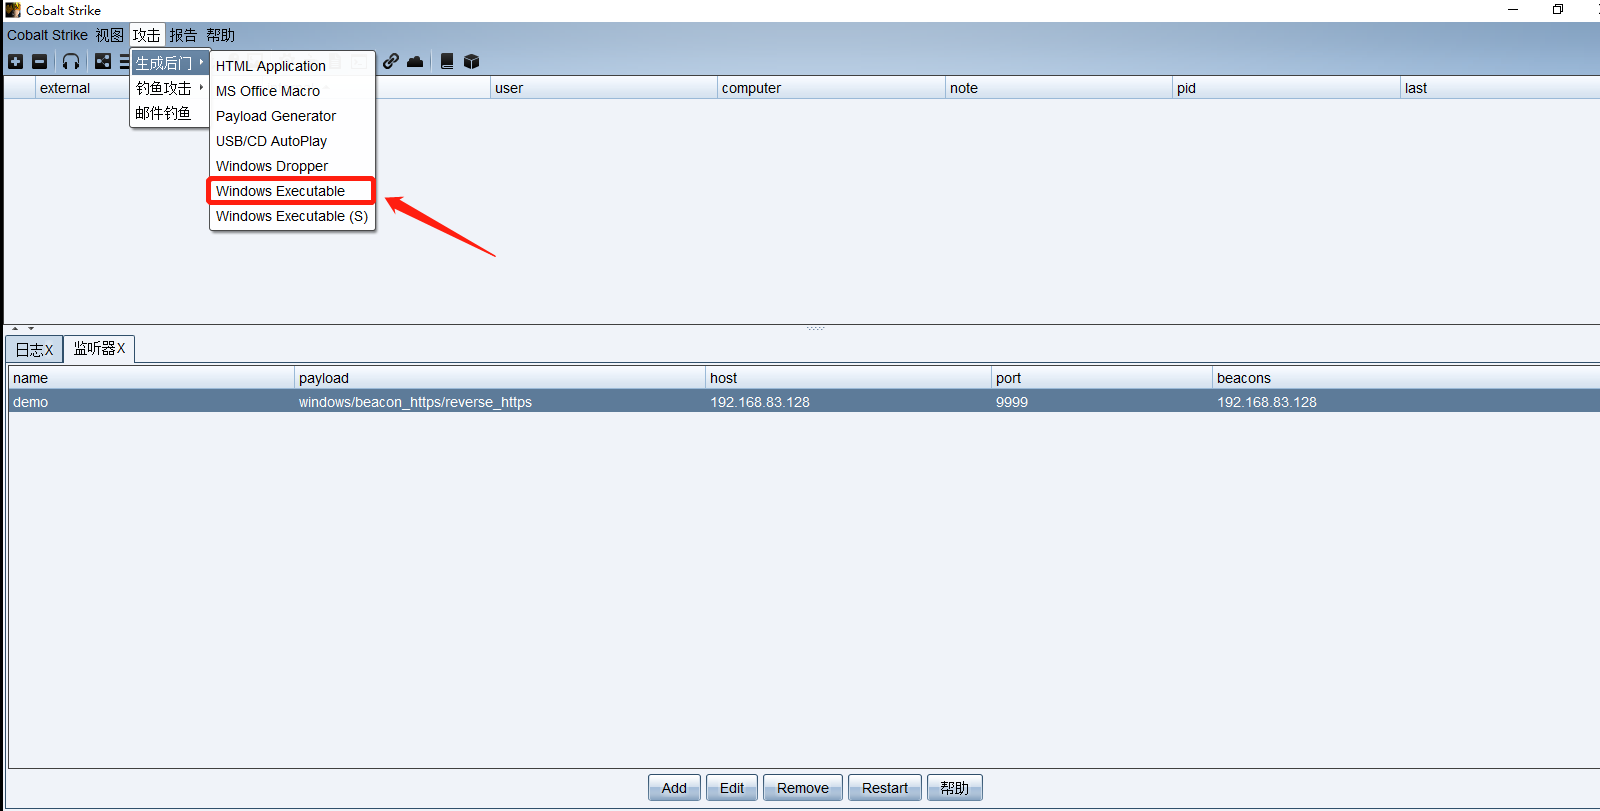 Cobalt Strike
Cobalt Strike 视图 攻击 报告 帮助
生成后门
钓鱼攻击
邮件钓鱼
HTML Application
MS Office Macro
Payload Generator
USB/CD AutoPlay
Windows Dropper
Windows Executable
Windows Executable (S)
external user computer note pid last
日志X 监听器X
name payload host port beacons
demo windows/beacon_https/reverse_https 192.168.83.128 9999 192.168.83.128
Add Edit Remove Restart 帮助